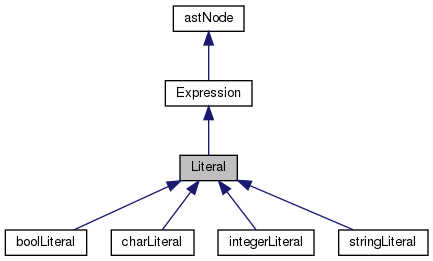 astNode
Expression
Literal
boolLiteral charLiteral integerLiteral stringLiteral